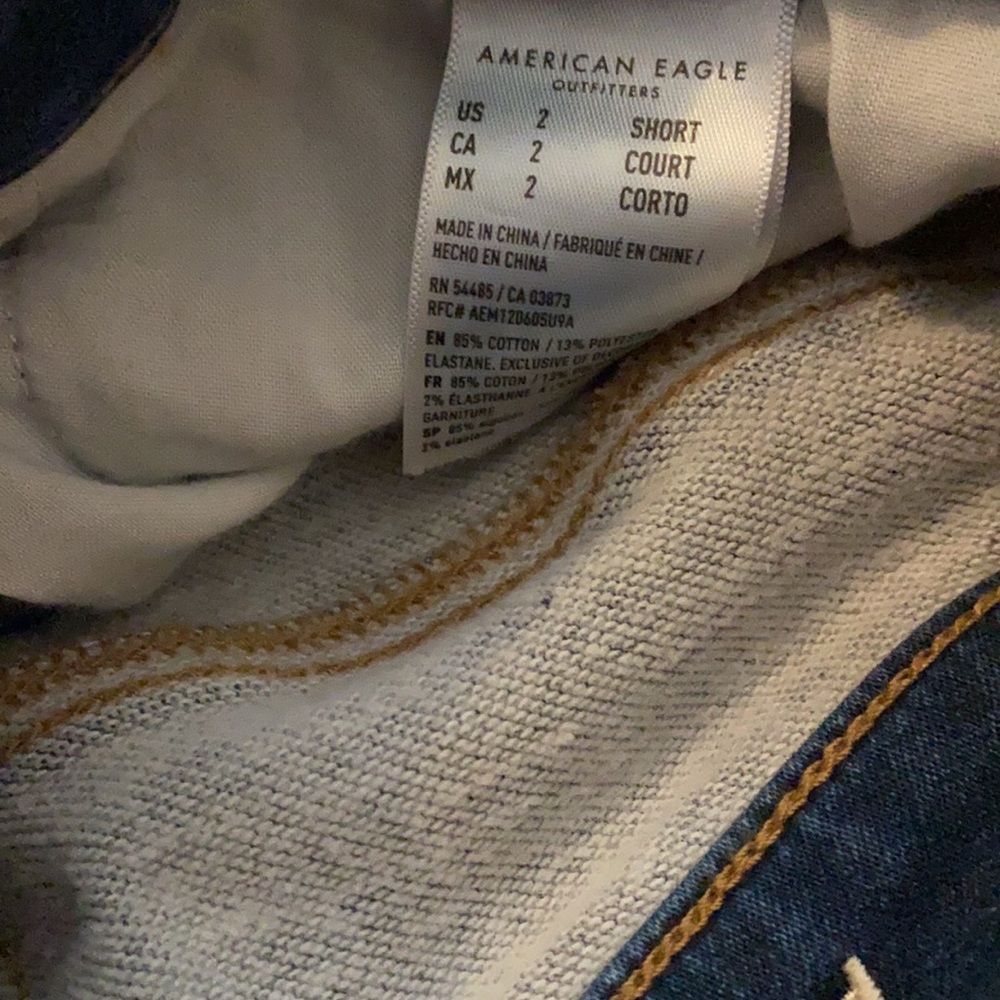 AMERICAN EAGLE
OUTFITTERS
US 2 SHORT
CA 2 COURT
MX 2 CORTO
MADE IN CHINA / FABRIQUÉ EN CHINE /
HECHO EN CHINA
RN 54485 / CA 03873
RFC# AEM120605U9A
EN 85% COTTON / 13%
ELASTANE. EXCLUSIVE OF
FR 85% COTON /
2% ÉLASTHANNE
GARNITURE
SP 85%
2% elastano